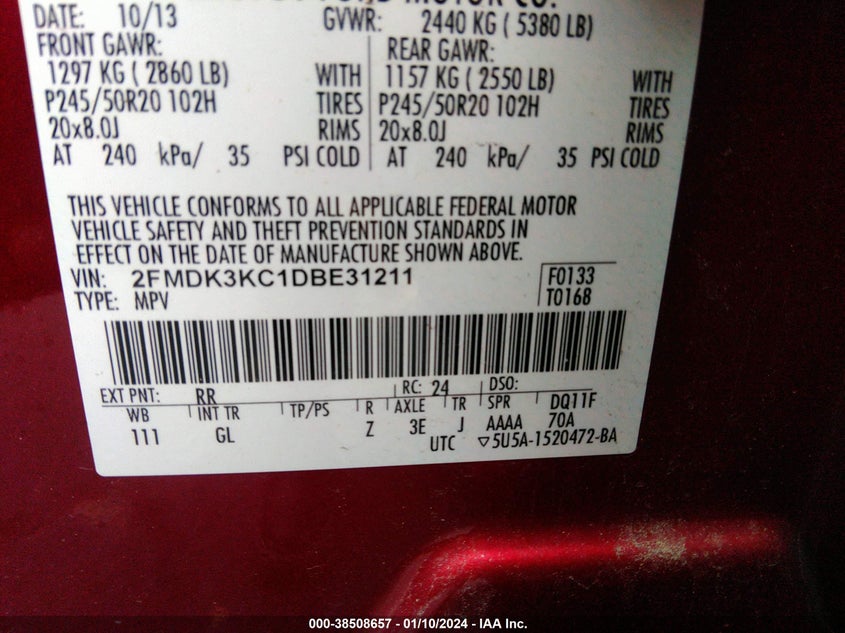 MOTOR CO.
DATE: 10/13 GVWR: 2440 KG ( 5380 LB)
FRONT GAWR: REAR GAWR:
1297 KG ( 2860 LB) WITH 1157 KG ( 2550 LB) WITH
P245/50R20 102H TIRES P245/50R20 102H TIRES
20x8.0J RIMS 20x8.0J RIMS
AT 240 kPa/ 35 PSI COLD AT 240 kPa/ 35 PSI COLD
THIS VEHICLE CONFORMS TO ALL APPLICABLE FEDERAL MOTOR
VEHICLE SAFETY AND THEFT PREVENTION STANDARDS IN
EFFECT ON THE DATE OF MANUFACTURE SHOWN ABOVE.
VIN: 2FMDK3KC1DBE31211 F0133
TYPE: MPV T0168
EXT PNT: RR RC: 24 DSO:
WB INT TR TP/PS R AXLE TR SPR DQ11F
111 GL Z 3E J AAAA 70A
UTC ▽5U5A-1520472-BA
000-38508657 - 01/10/2024 - IAA Inc.